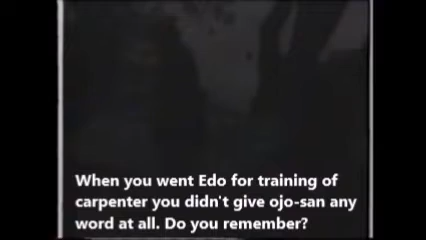 When you went Edo for training of
carpenter you didn't give ojo-san any
word at all. Do you remember?